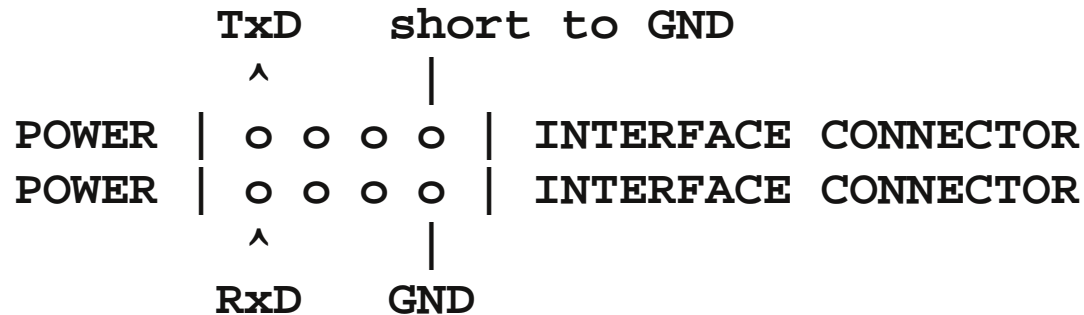 TxD short to GND
^ |
POWER | o o o o | INTERFACE CONNECTOR
POWER | o o o o | INTERFACE CONNECTOR
^ |
RxD GND